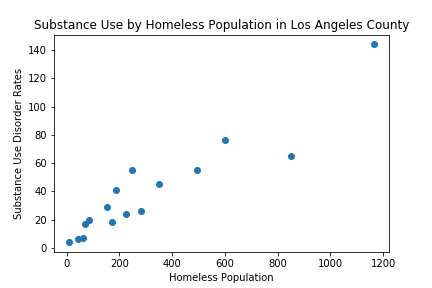 Substance Use by Homeless Population in Los Angeles County
140
120
100
80
60
40
20
0
Substance Use Disorder Rates
0 200 400 600 800 1000 1200
Homeless Population